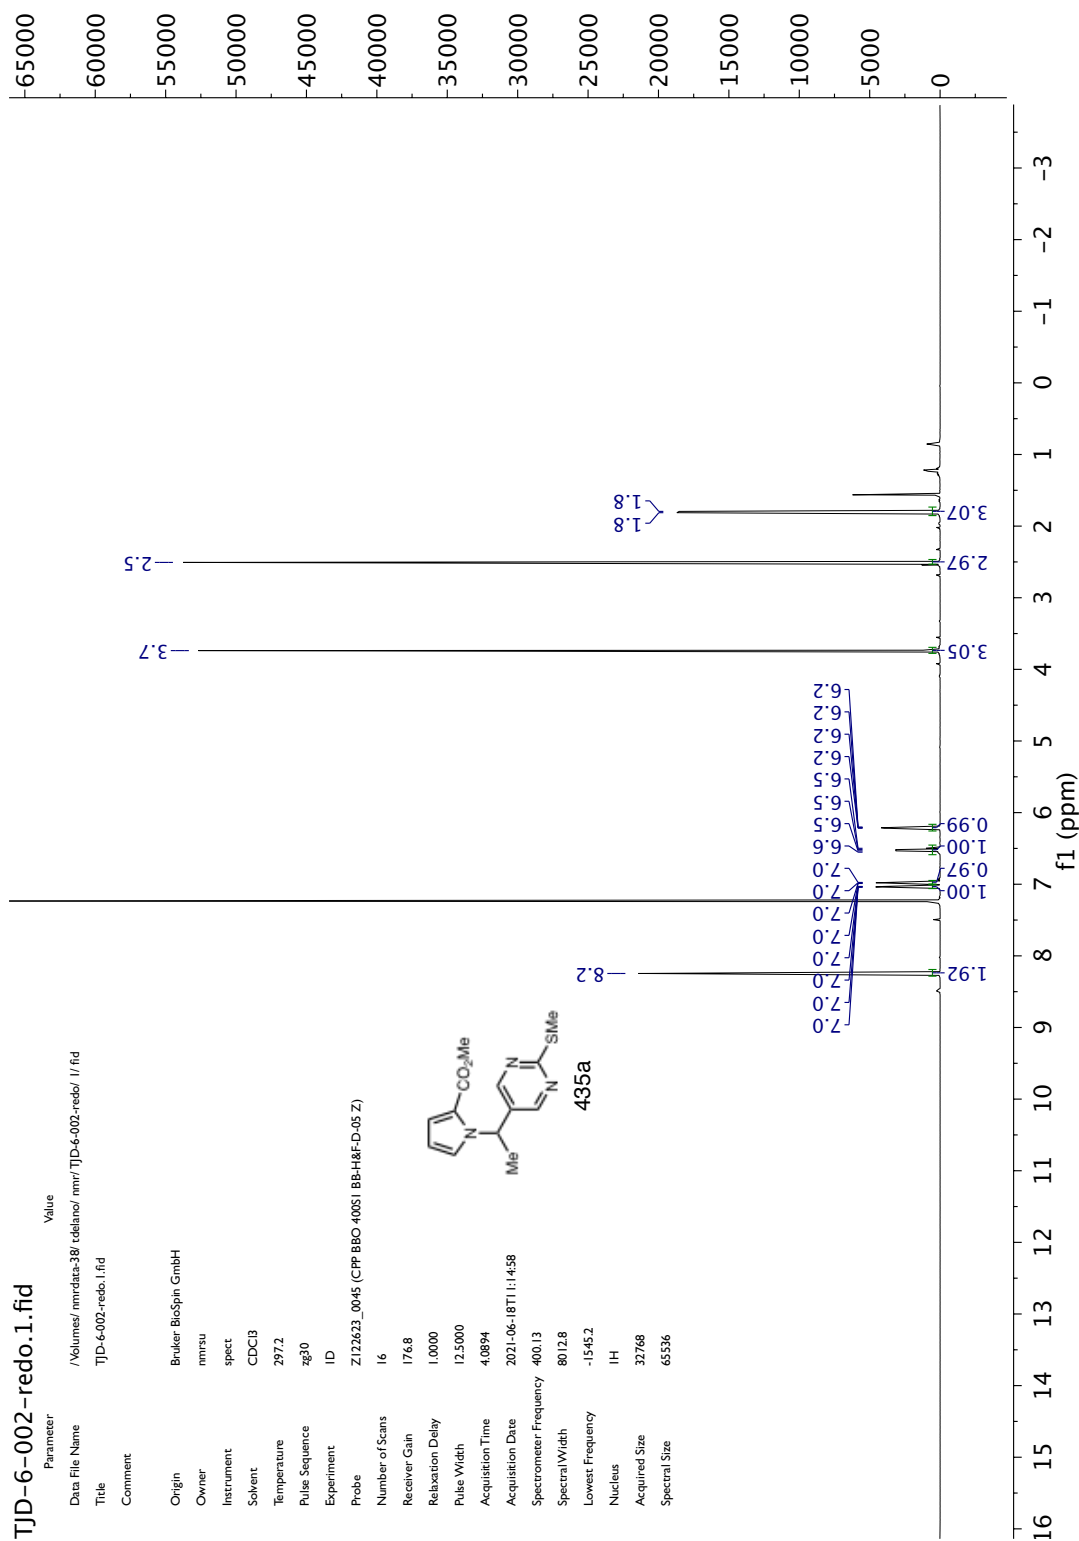 TJD-6-002-redo.1.fid
Parameter Value
Data File Name /Volumes/ nmrdata-38/ tdelano/ nmr/ TJD-6-002-redo/ 1/ fid
Title TJD-6-002-redo.1.fid
Comment
Origin Bruker BioSpin GmbH
Owner nmrsu
Instrument spect
Solvent CDCl3
Temperature 297.2
Pulse Sequence zg30
Experiment 1D
Probe Z122623_0045 (CPP BBO 400S1 BB-H&F-D-05 Z)
Number of Scans 16
Receiver Gain 176.8
Relaxation Delay 1.0000
Pulse Width 12.5000
Acquisition Time 4.0894
Acquisition Date 2021-06-18T11:14:58
Spectrometer Frequency 400.13
Spectral Width 8012.8
Lowest Frequency -1545.2
Nucleus 1H
Acquired Size 32768
Spectral Size 65536
CO2Me
N
Me
N
N
SMe
435a
8.2
7.0
7.0
7.0
7.0
7.0
7.0
7.0
7.0
6.6
6.5
6.5
6.5
6.2
6.2
6.2
6.2
3.7
2.5
1.8
1.8
1.92
1.00
0.97
1.00
0.99
3.05
2.97
3.07
16 15 14 13 12 11 10 9 8 7 6 5 4 3 2 1 0 -1 -2 -3
f1 (ppm)
65000
60000
55000
50000
45000
40000
35000
30000
25000
20000
15000
10000
5000
0